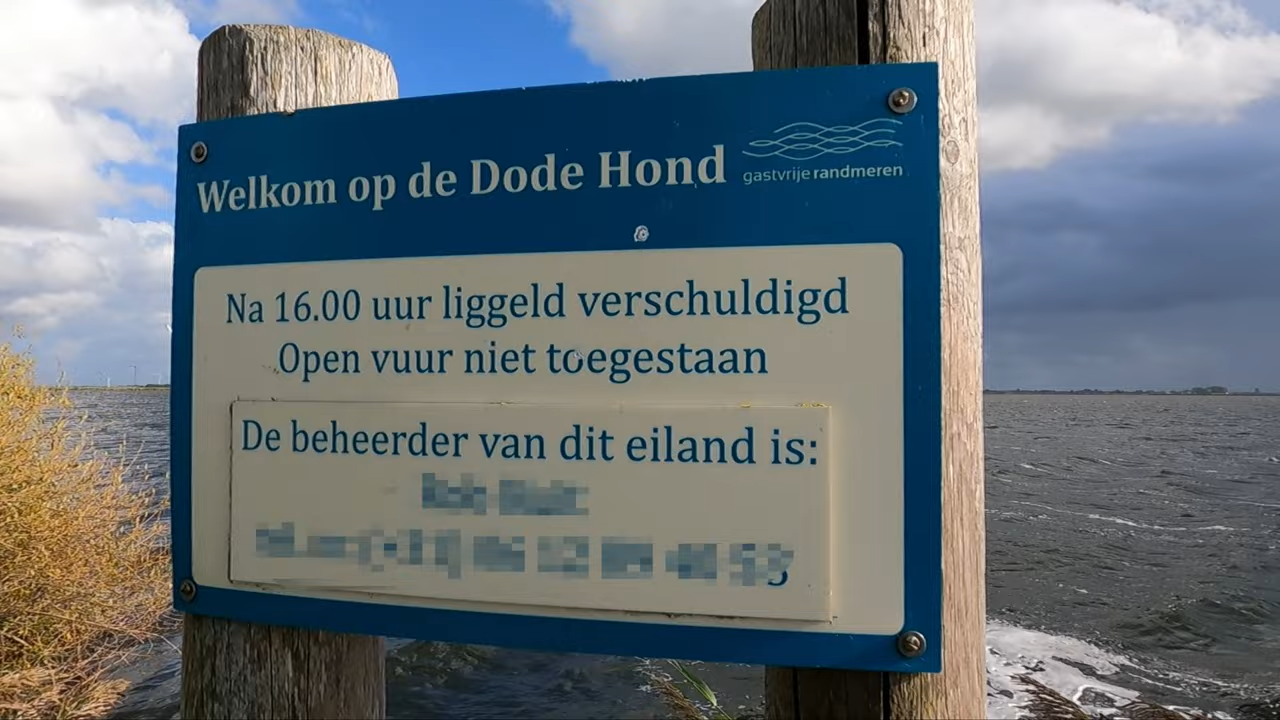 Welkom op de Dode Hond
gastvrije randmeren
Na 16.00 uur liggeld verschuldigd
Open vuur niet toegestaan
De beheerder van dit eiland is: